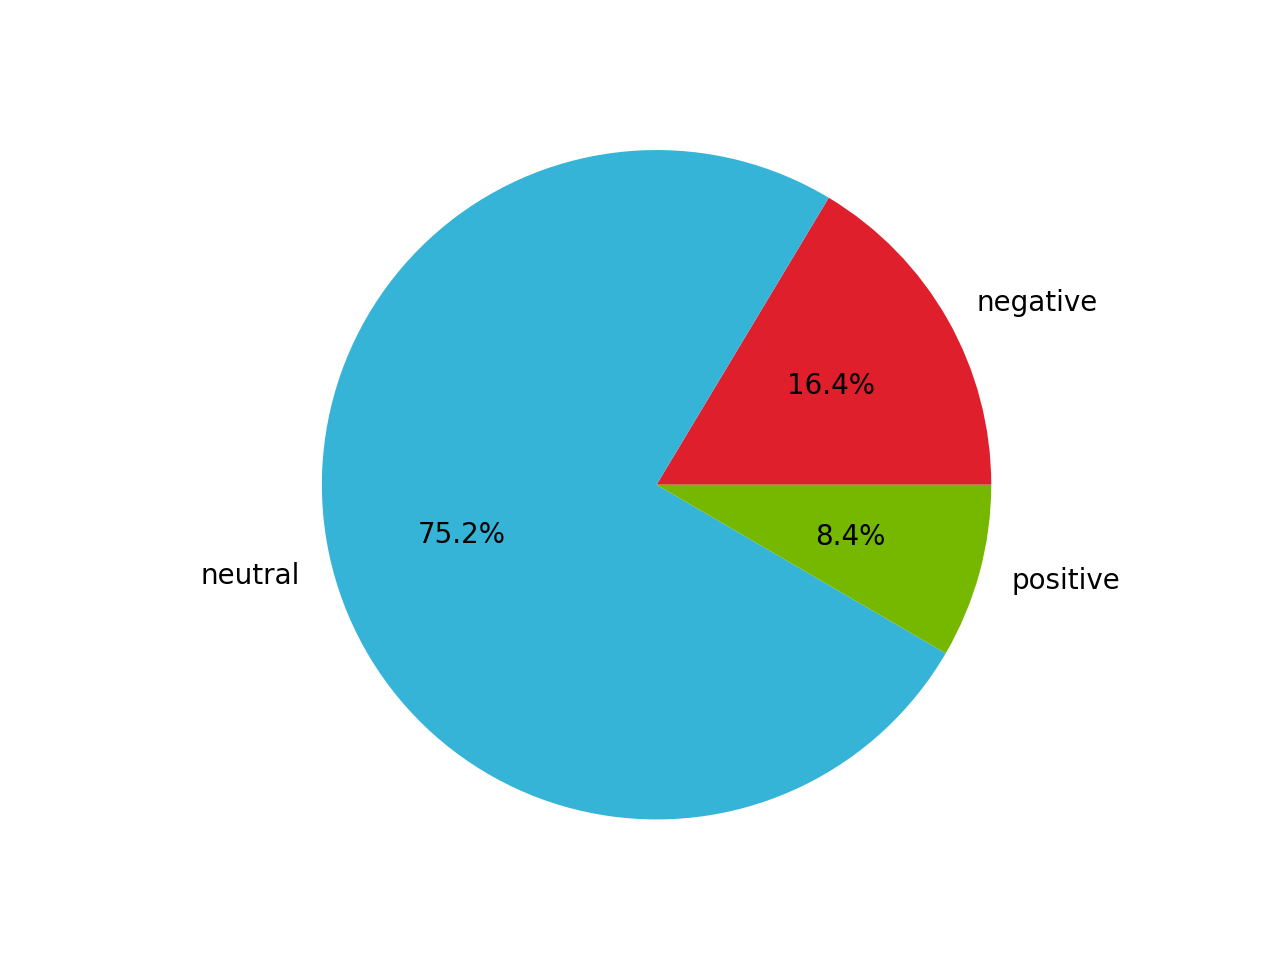 negative
16.4%
75.2%
8.4%
neutral
positive